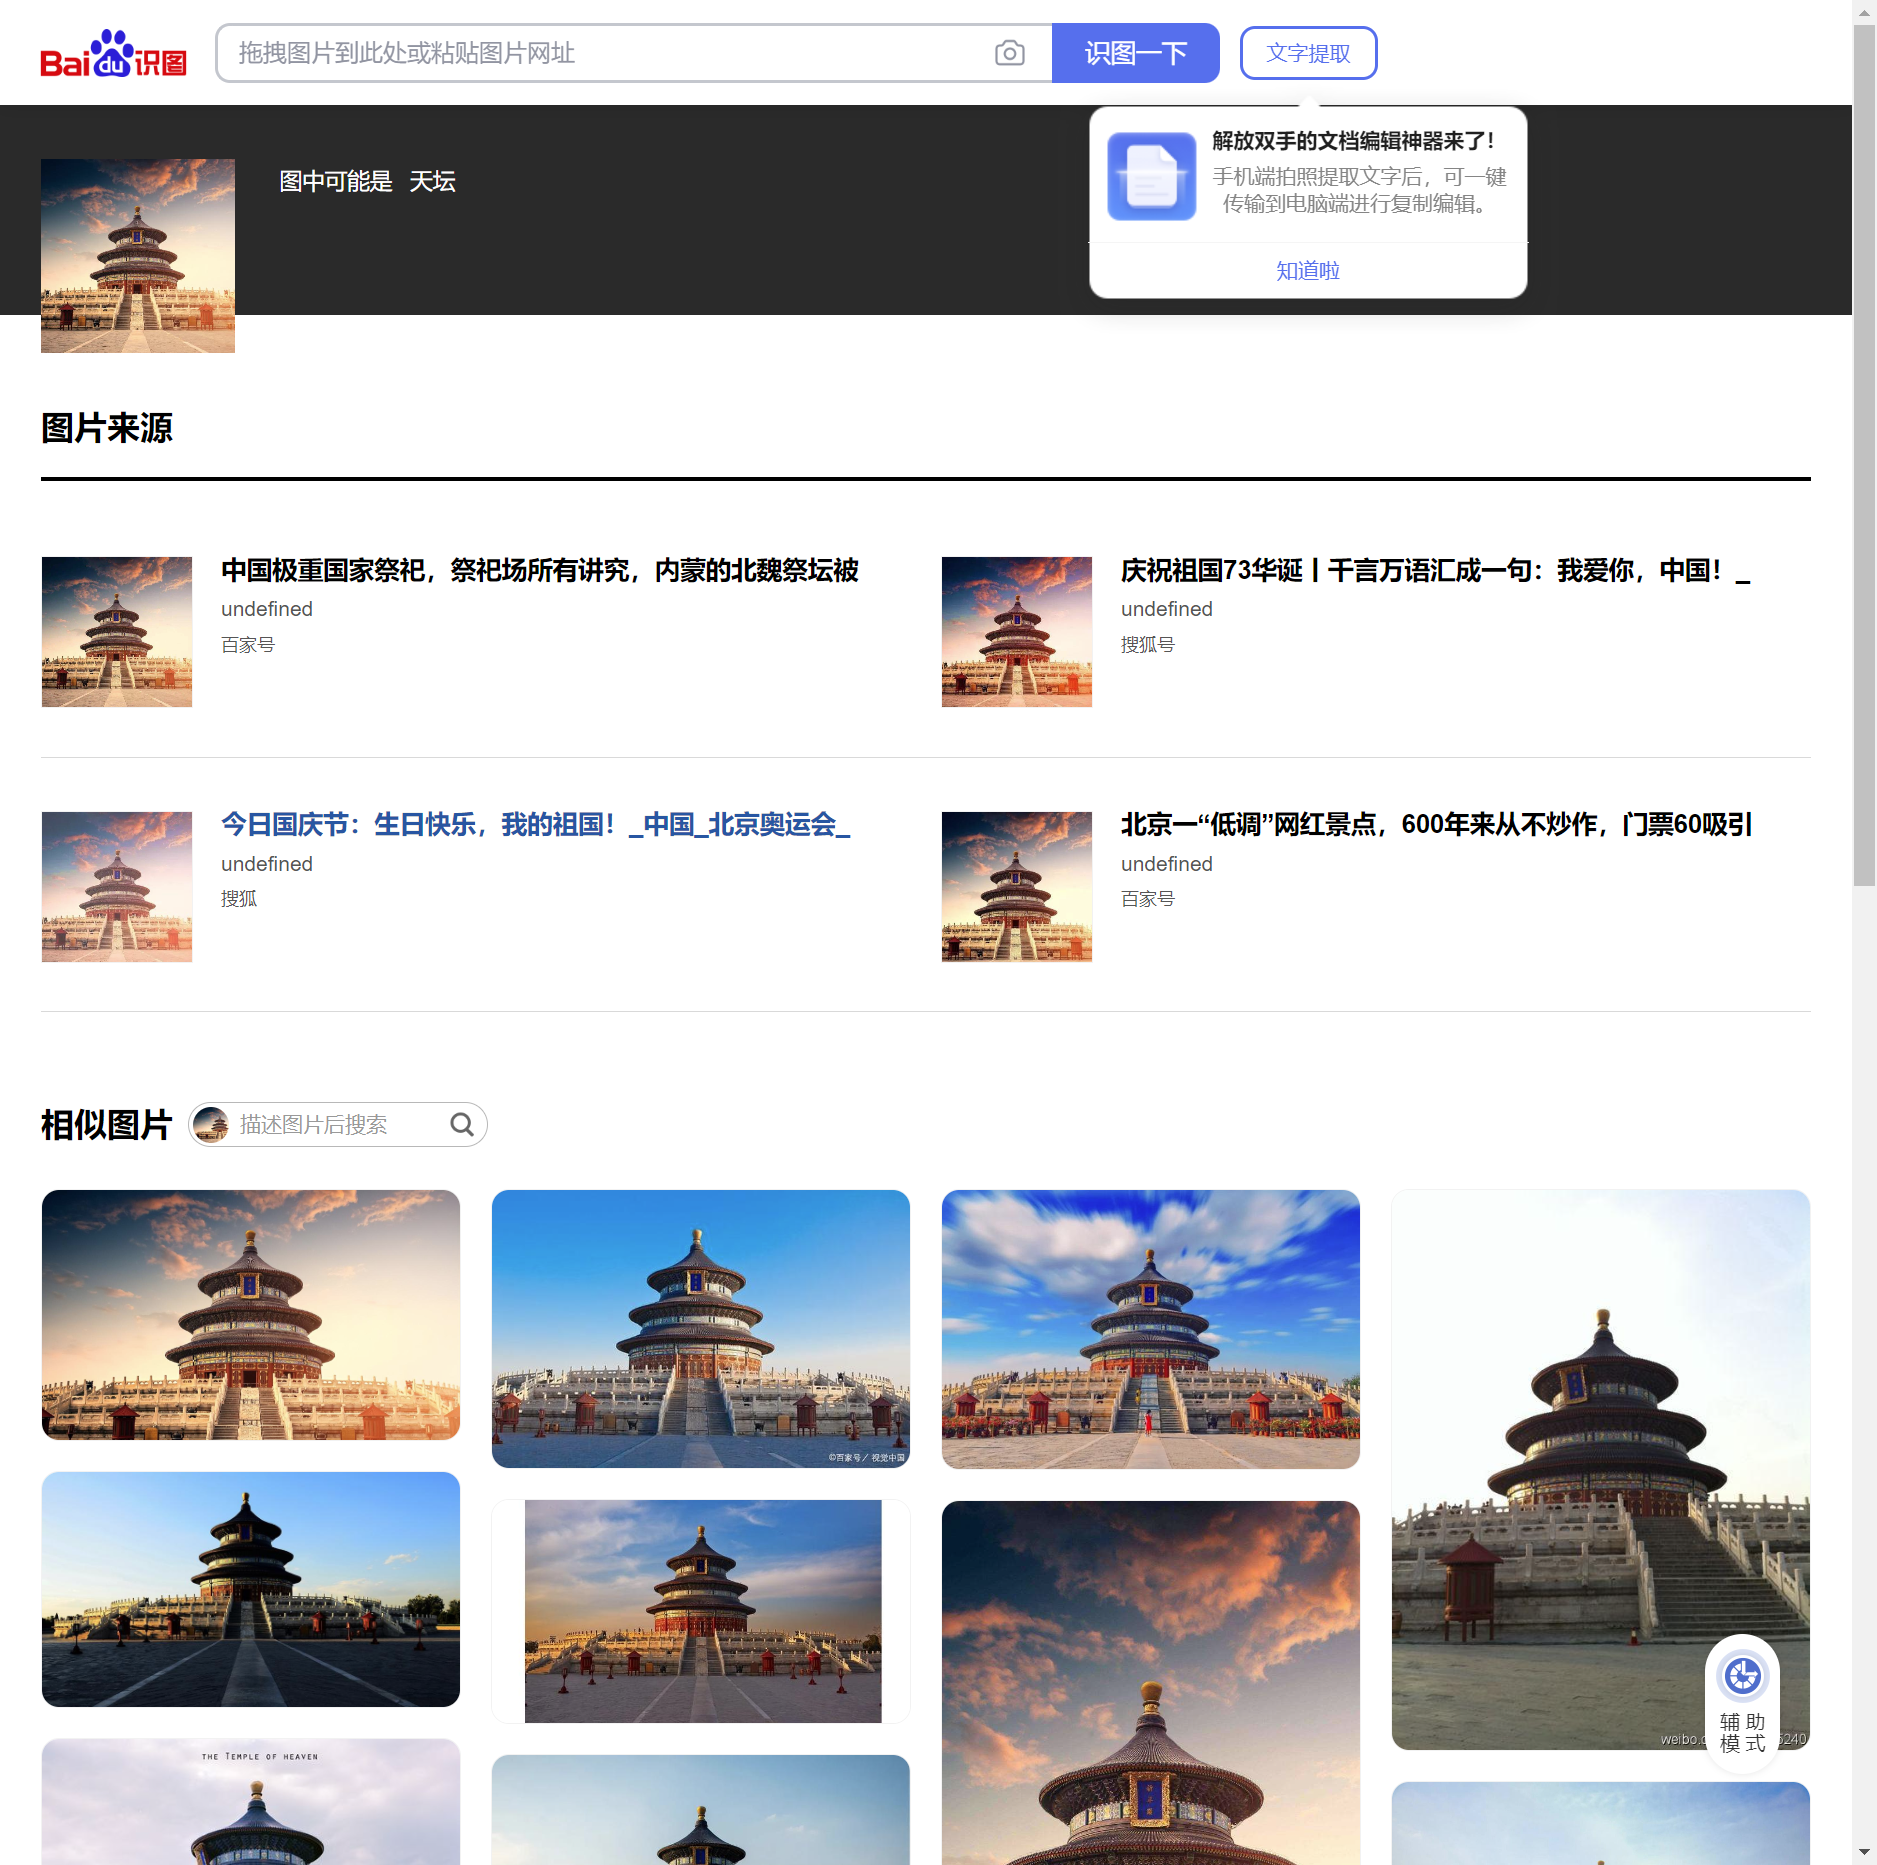 Bai du 识图
拖拽图片到此处或粘贴图片网址
识图一下
文字提取
图中可能是 天坛
解放双手的文档编辑神器来了！
手机端拍照提取文字后，可一键
传输到电脑端进行复制编辑。
知道啦
图片来源
中国极重国家祭祀，祭祀场所有讲究，内蒙的北魏祭坛被
undefined
百家号
庆祝祖国73华诞丨千言万语汇成一句：我爱你，中国！_
undefined
搜狐号
今日国庆节：生日快乐，我的祖国！_中国_北京奥运会_
undefined
搜狐
北京一“低调”网红景点，600年来从不炒作，门票60吸引
undefined
百家号
相似图片
描述图片后搜索
©百家号／视觉中国
THE TEMPLE OF HEAVEN
辅助
模式